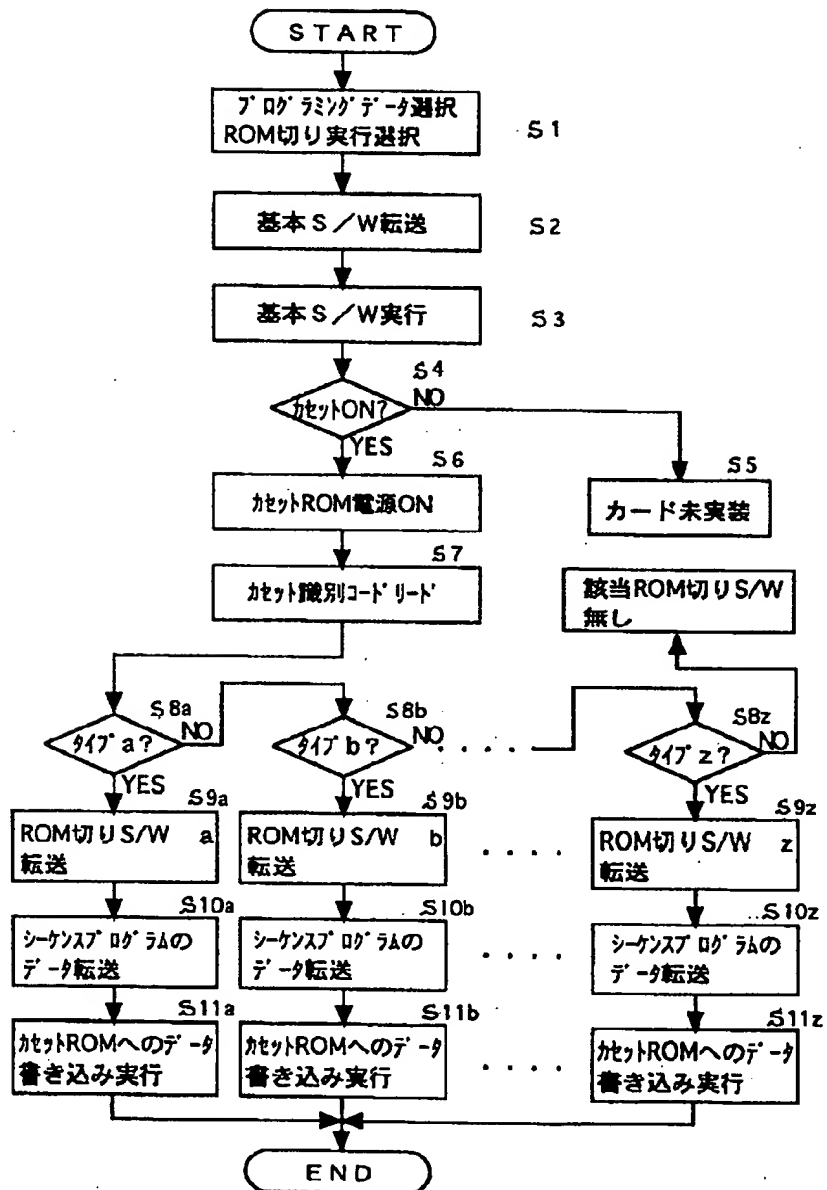 START
プログラミングデータ選択
ROM切り実行選択
S1
基本S/W転送
S2
基本S/W実行
S3
S4
カセットON?
NO
YES
S6
カセットROM電源ON
S5
カード未実装
S7
カセット識別コードリード
該当ROM切りS/W
無し
S8a
タイプa?
NO
YES
S8b
タイプb?
NO
YES
S8z
タイプz?
NO
YES
S9a
ROM切りS/W a
転送
S9b
ROM切りS/W b
転送
S9z
ROM切りS/W z
転送
S10a
シーケンスプログラムの
データ転送
S10b
シーケンスプログラムの
データ転送
S10z
シーケンスプログラムの
データ転送
S11a
カセットROMへのデータ
書き込み実行
S11b
カセットROMへのデータ
書き込み実行
S11z
カセットROMへのデータ
書き込み実行
END